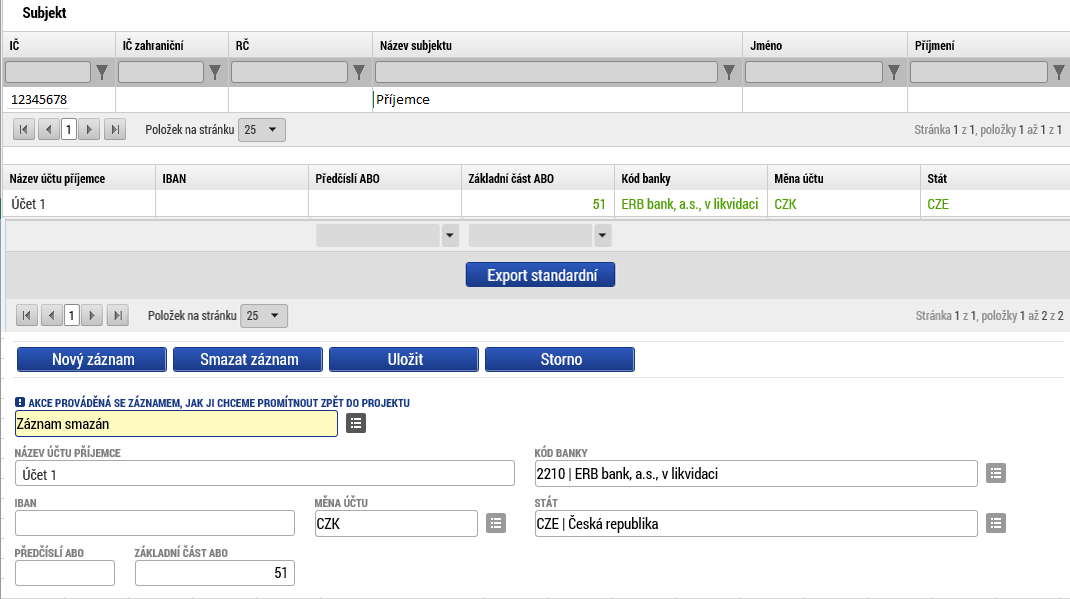 Subjekt
IČ IČ zahraniční RČ Název subjektu Jméno Příjmení
12345678 Příjemce
1 Položek na stránku 25 Stránka 1 z 1, položky 1 až 1 z 1
Název účtu příjemce IBAN Předčíslí ABO Základní část ABO Kód banky Měna účtu Stát
Účet 1 51 ERB bank, a.s., v likvidaci CZK CZE
Export standardní
1 Položek na stránku 25 Stránka 1 z 1, položky 1 až 2 z 2
Nový záznam Smazat záznam Uložit Storno
AKCE PROVÁDĚNÁ SE ZÁZNAMEM, JAK JI CHCEME PROMÍTNOUT ZPĚT DO PROJEKTU
Záznam smazán
NÁZEV ÚČTU PŘÍJEMCE KÓD BANKY
Účet 1 2210 | ERB bank, a.s., v likvidaci
IBAN MĚNA ÚČTU STÁT
CZK CZE | Česká republika
PŘEDČÍSLÍ ABO ZÁKLADNÍ ČÁST ABO
51